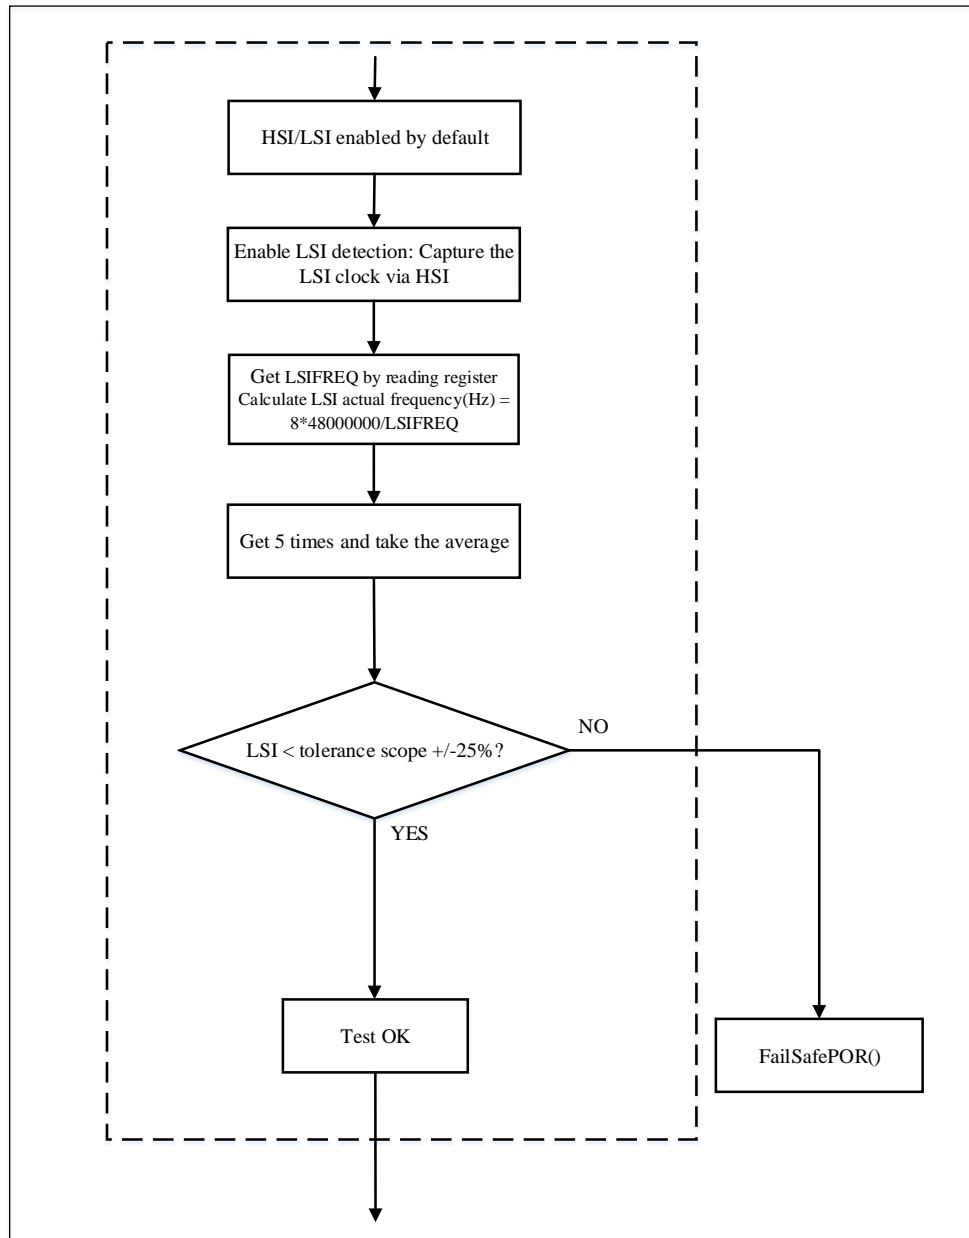 HSI/LSI enabled by default
Enable LSI detection: Capture the
LSI clock via HSI
Get LSIFREQ by reading register
Calculate LSI actual frequency(Hz) =
8*48000000/LSIFREQ
Get 5 times and take the average
NO
LSI < tolerance scope +/-25%?
YES
Test OK
FailSafePOR()